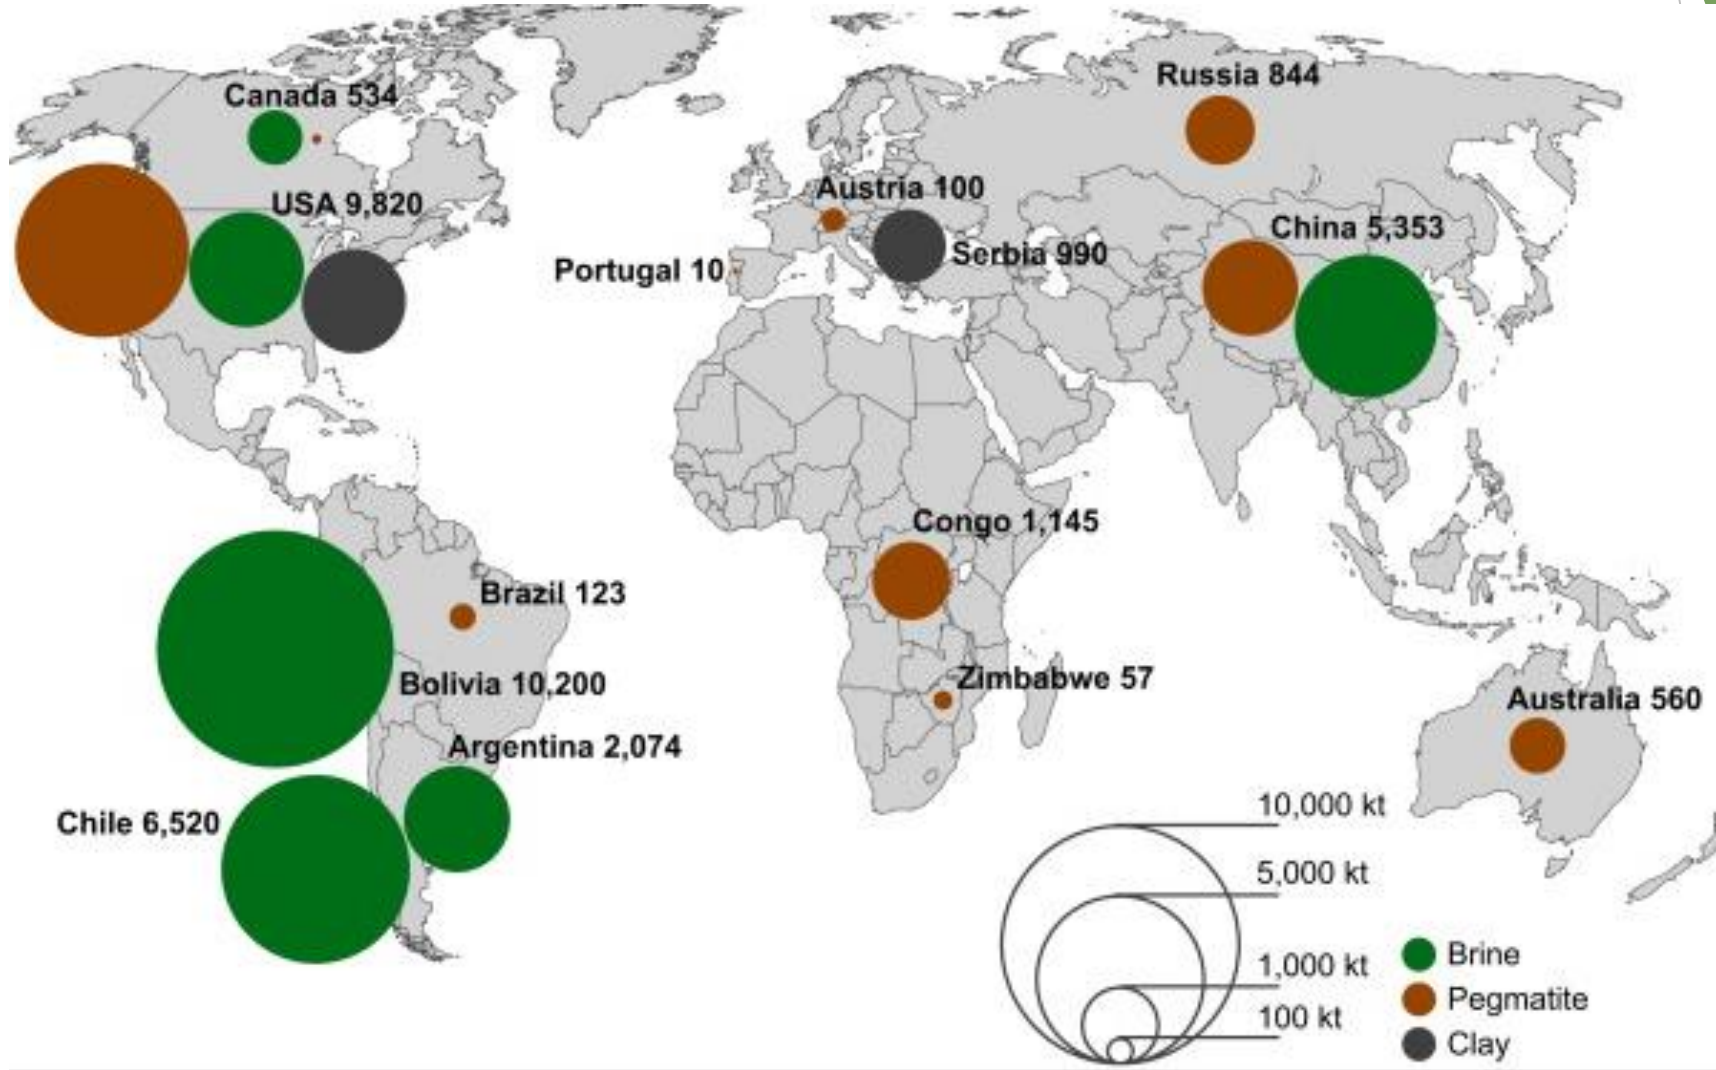 Canada 534
Russia 844
Austria 100
USA 9,820
China 5,353
Serbia 990
Portugal 10
Congo 1,145
Brazil 123
Zimbabwe 57
Bolivia 10,200
Australia 560
Argentina 2,074
Chile 6,520
10,000 kt
5,000 kt
1,000 kt
100 kt
Brine
Pegmatite
Clay